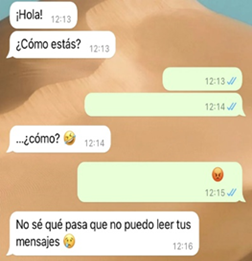 ¡Hola! 12:13
¿Cómo estás? 12:13
12:13
12:14
...¿cómo? 🤣 12:14
😡
12:15
No sé qué pasa que no puedo leer tus
mensajes 😢 12:16